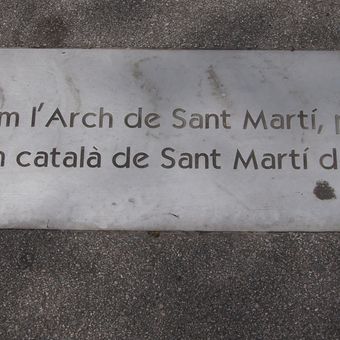 m l'Arch de Sant Martí,
català de Sant Martí d